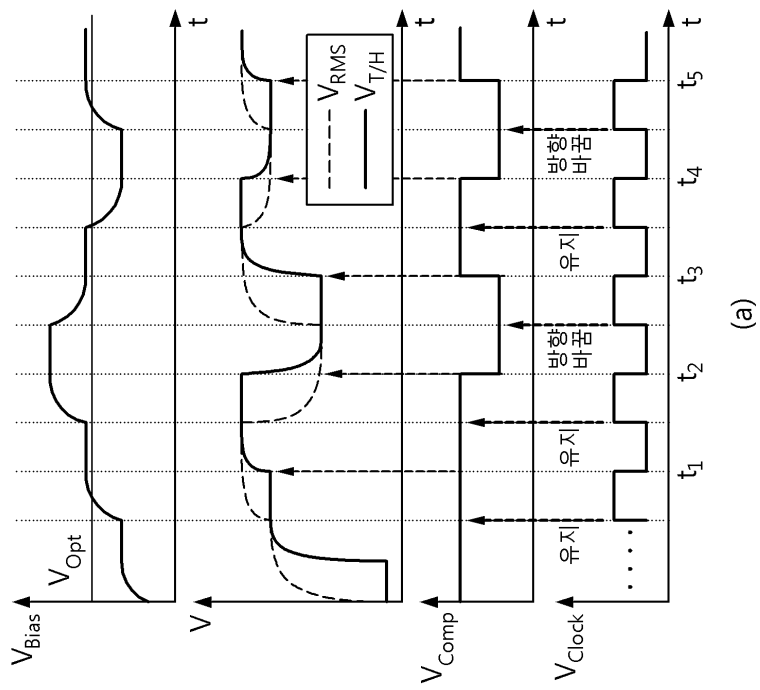 V_Bias
V_Opt
t
V
V_RMS
V_T/H
t
V_Comp
t
유지
유지
방향
바꿈
유지
방향
바꿈
V_Clock
. . . .
t1
t2
t3
t4
t5
t
(a)